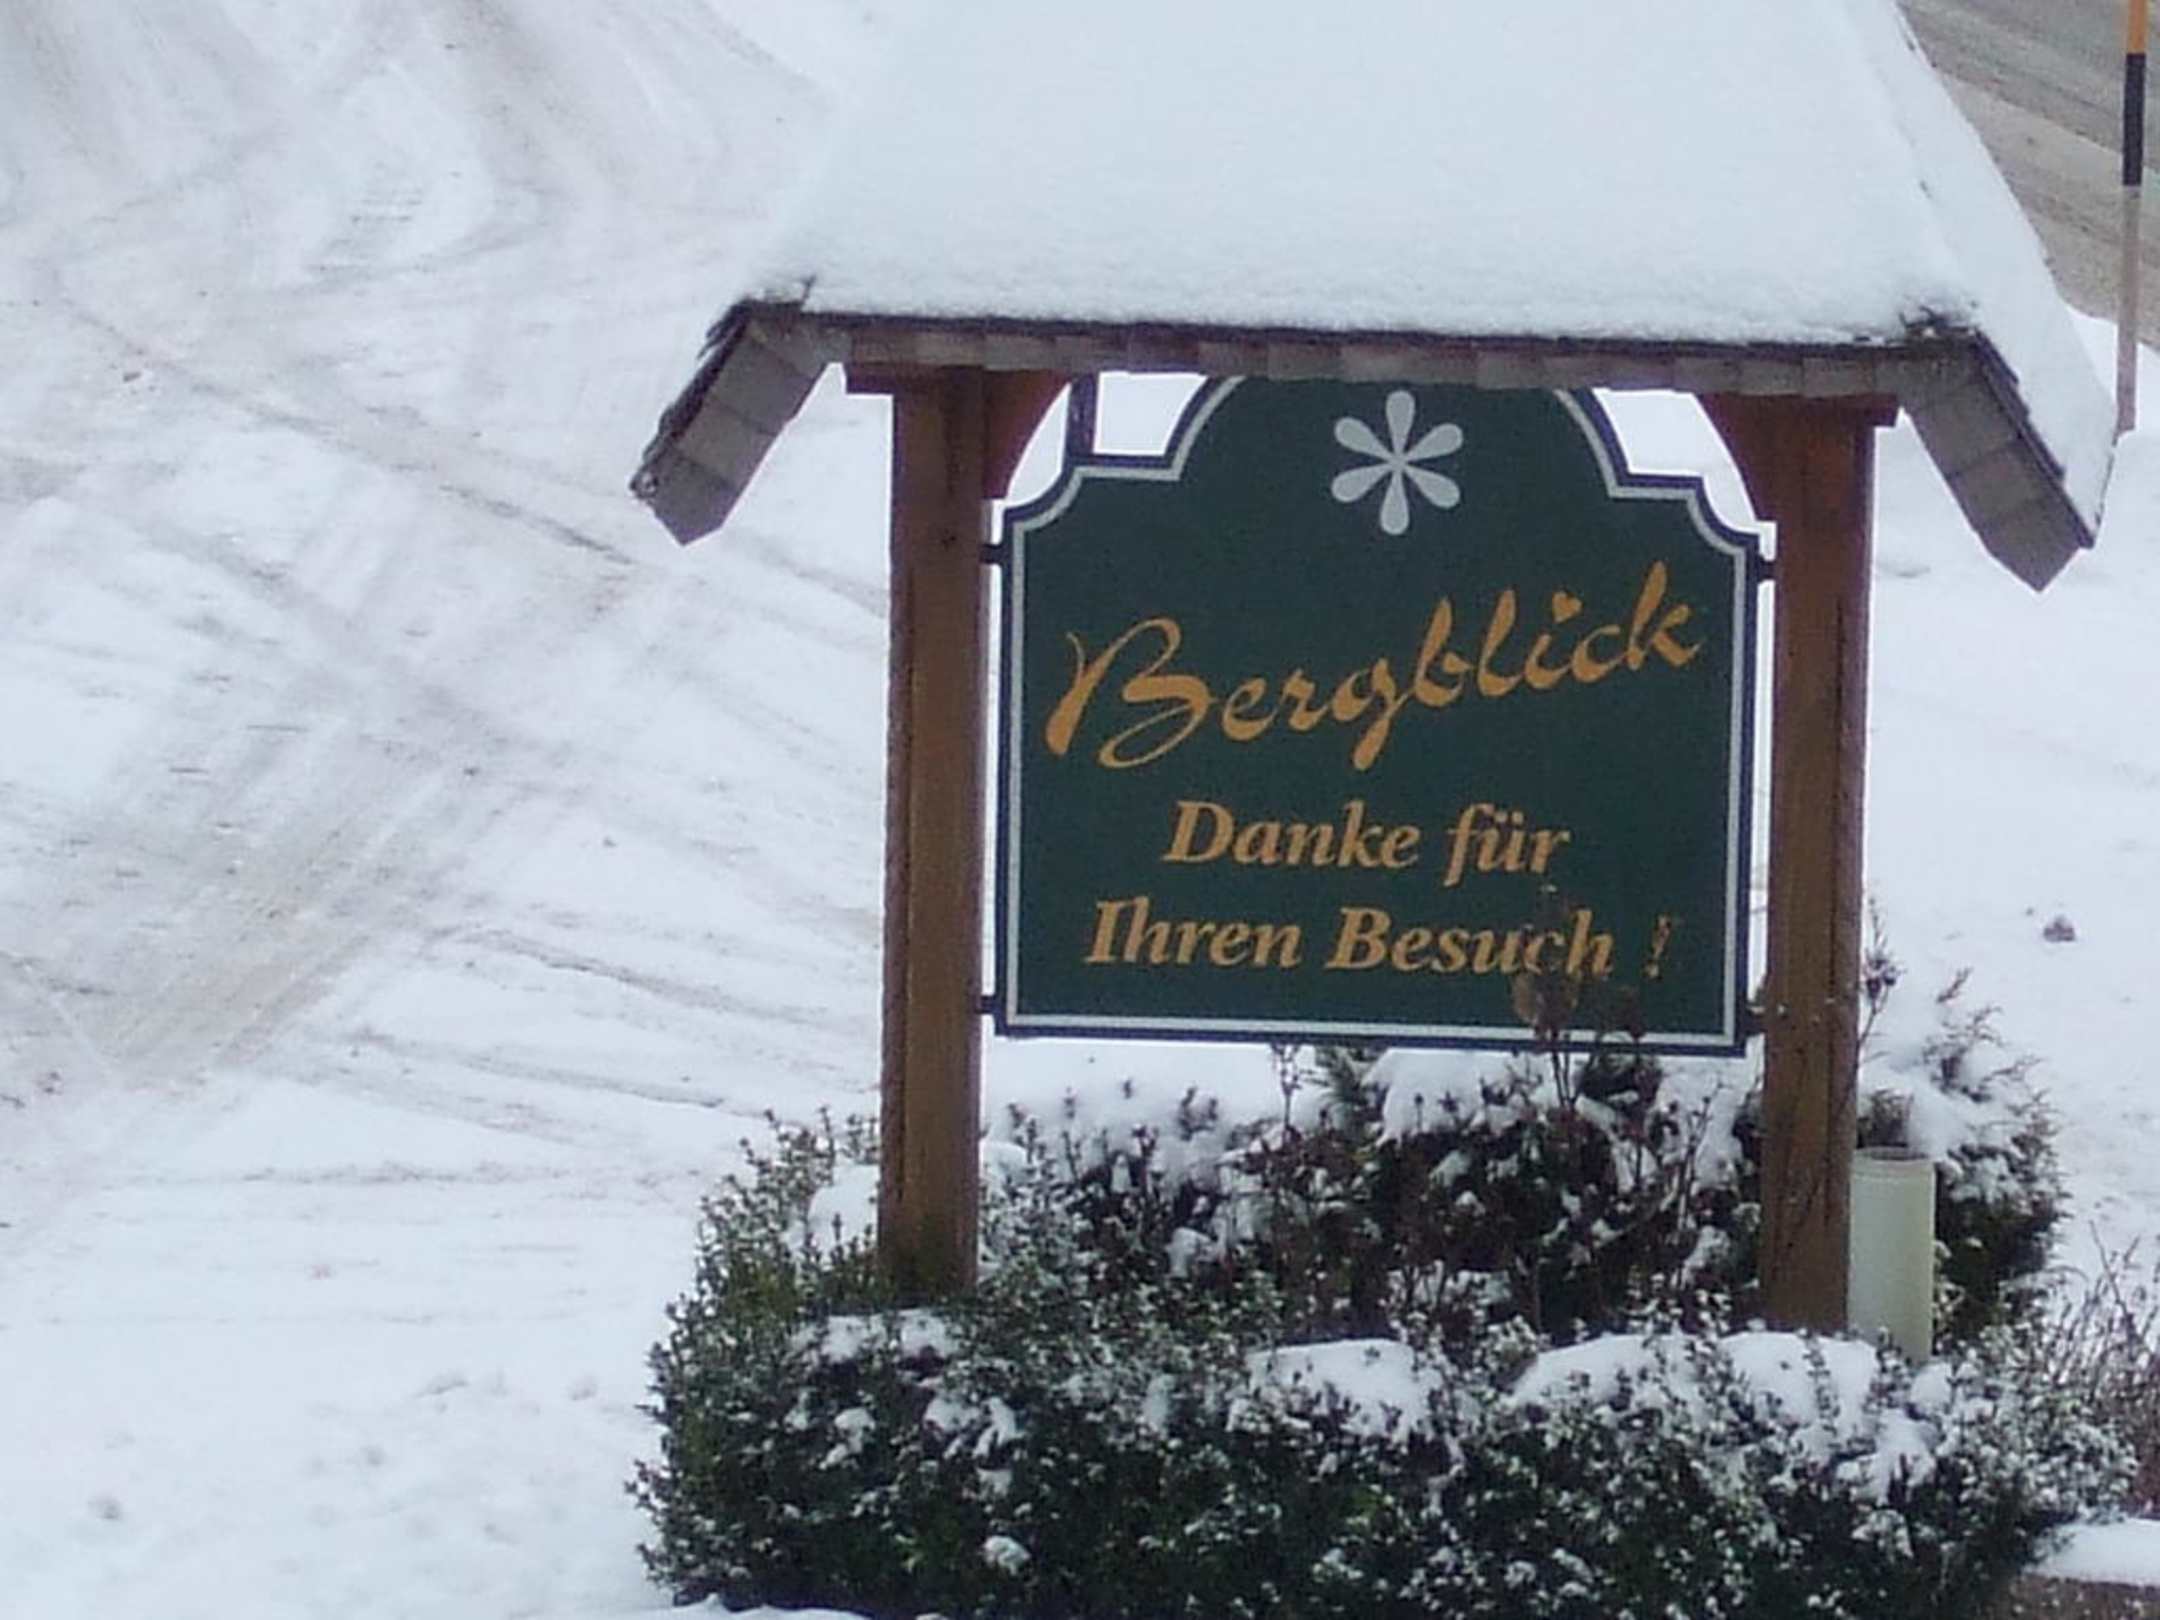 Bergblick
Danke für
Ihren Besuch !